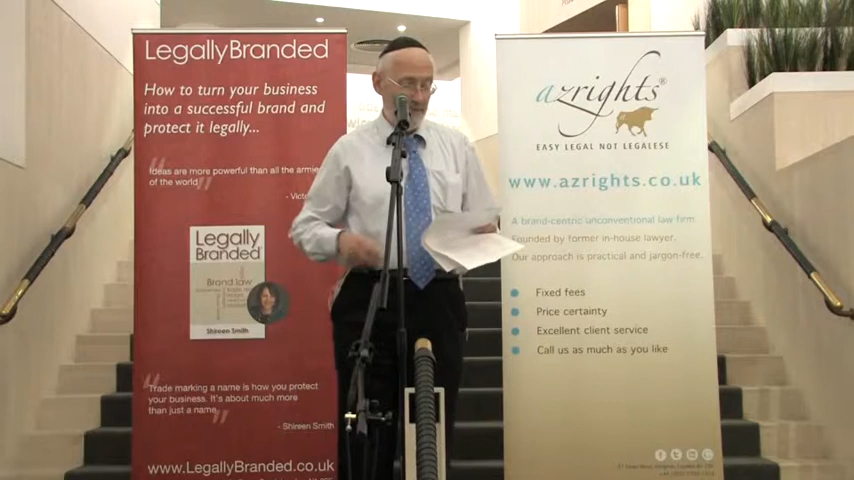 LegallyBranded
How to turn your business
into a successful brand and
protect it legally...
Ideas are more powerful than all the armie
of the world
- Vict
Legally
Branded
Brand law
Shireen Smith
Trade marking a name is how you protect
your business. It's about much more
than just a name
- Shireen Smith
www.LegallyBranded.co.uk
azrights®
EASY LEGAL NOT LEGALESE
www.azrights.co.uk
A brand-centric unconventional law firm.
Founded by former in-house lawyer.
Our approach is practical and jargon-free.
Fixed fees
Price certainty
Excellent client service
Call us as much as you like